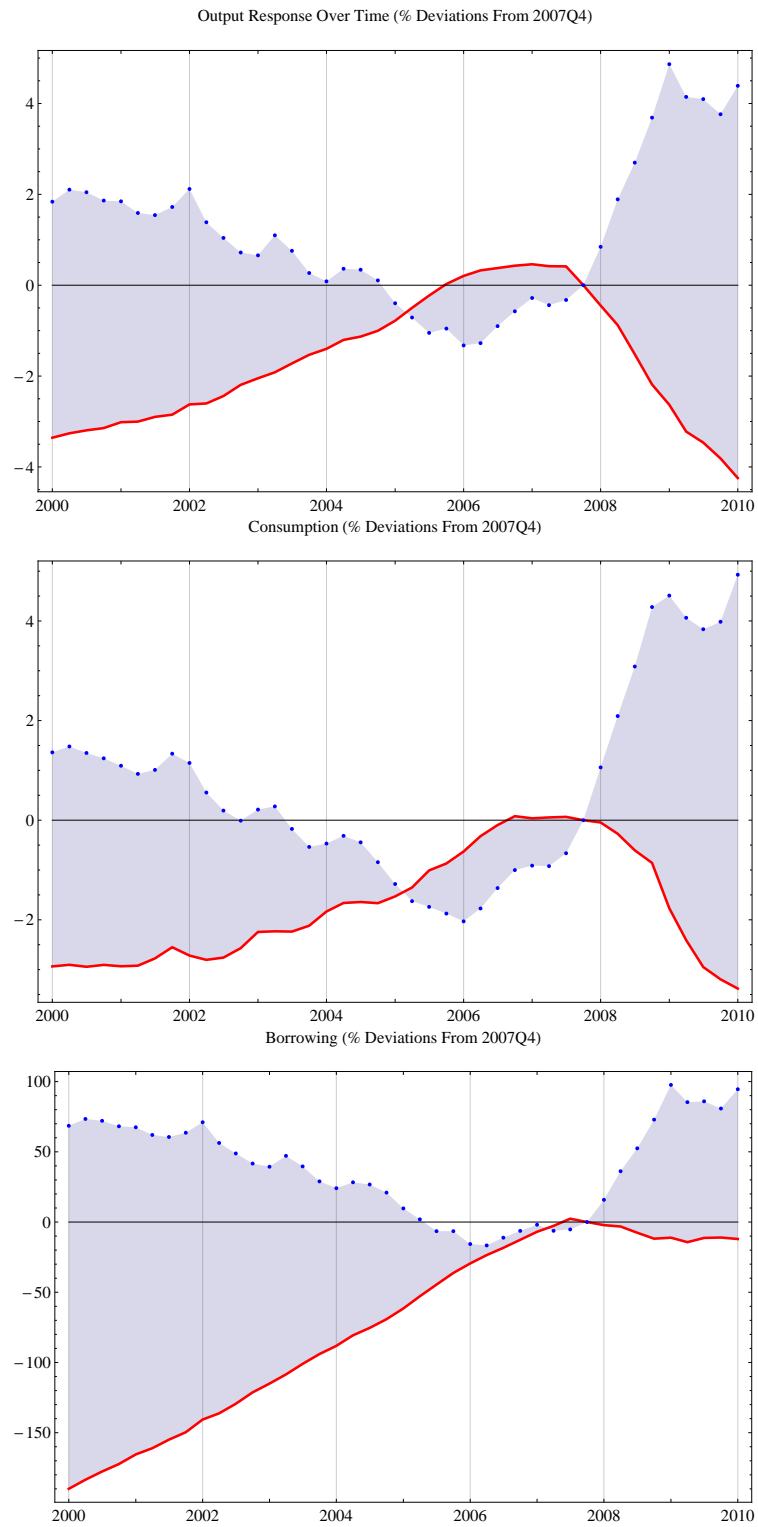 Output Response Over Time (% Deviations From 2007Q4)
4
2
0
−2
−4
2000 2002 2004 2006 2008 2010
Consumption (% Deviations From 2007Q4)
4
2
0
−2
2000 2002 2004 2006 2008 2010
Borrowing (% Deviations From 2007Q4)
100
50
0
−50
−100
−150
2000 2002 2004 2006 2008 2010